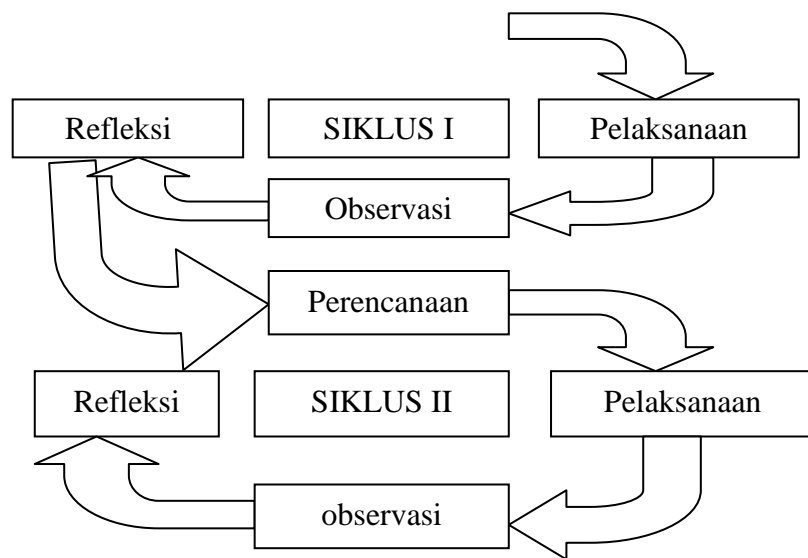 Refleksi
SIKLUS I
Pelaksanaan
Observasi
Perencanaan
Refleksi
SIKLUS II
Pelaksanaan
observasi